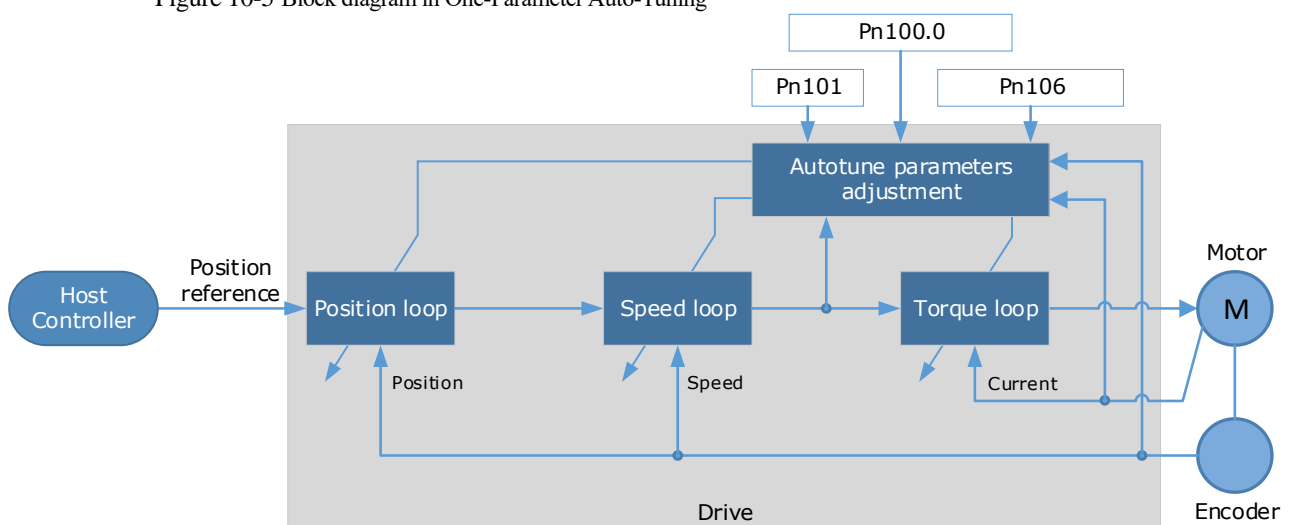 Figure 10-5 Block diagram in One-Parameter Auto-Tuning
Pn100.0
Pn101
Pn106
Autotune parameters
adjustment
Motor
Position
reference
Host
Controller
Position loop
Speed loop
Torque loop
M
Position
Speed
Current
Drive
Encoder